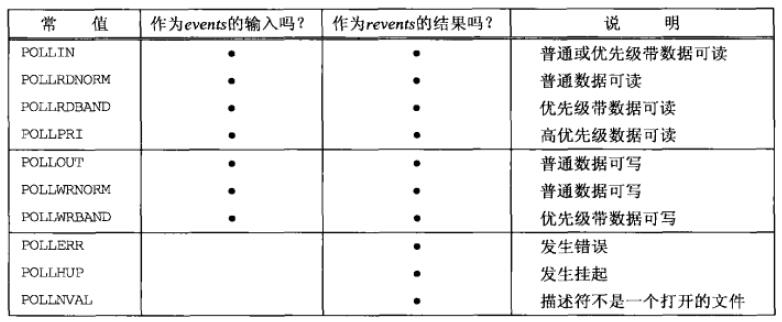 常 值 作为events的输入吗? 作为revents的结果吗? 说 明
POLLIN • • 普通或优先级带数据可读
POLLRDNORM • • 普通数据可读
POLLRDBAND • • 优先级带数据可读
POLLPRI • • 高优先级数据可读
POLLOUT • • 普通数据可写
POLLWRNORM • • 普通数据可写
POLLWRBAND • • 优先级带数据可写
POLLERR • 发生错误
POLLHUP • 发生挂起
POLLNVAL • 描述符不是一个打开的文件